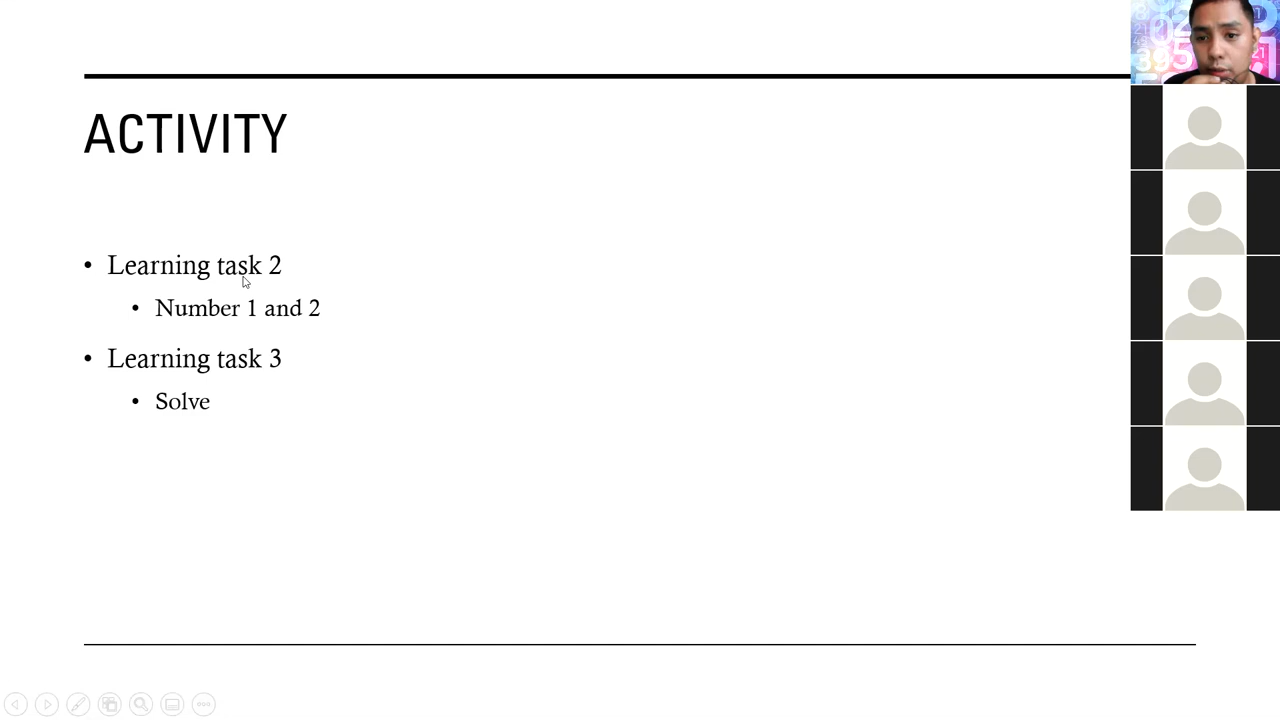 ACTIVITY
• Learning task 2
• Number 1 and 2
• Learning task 3
• Solve